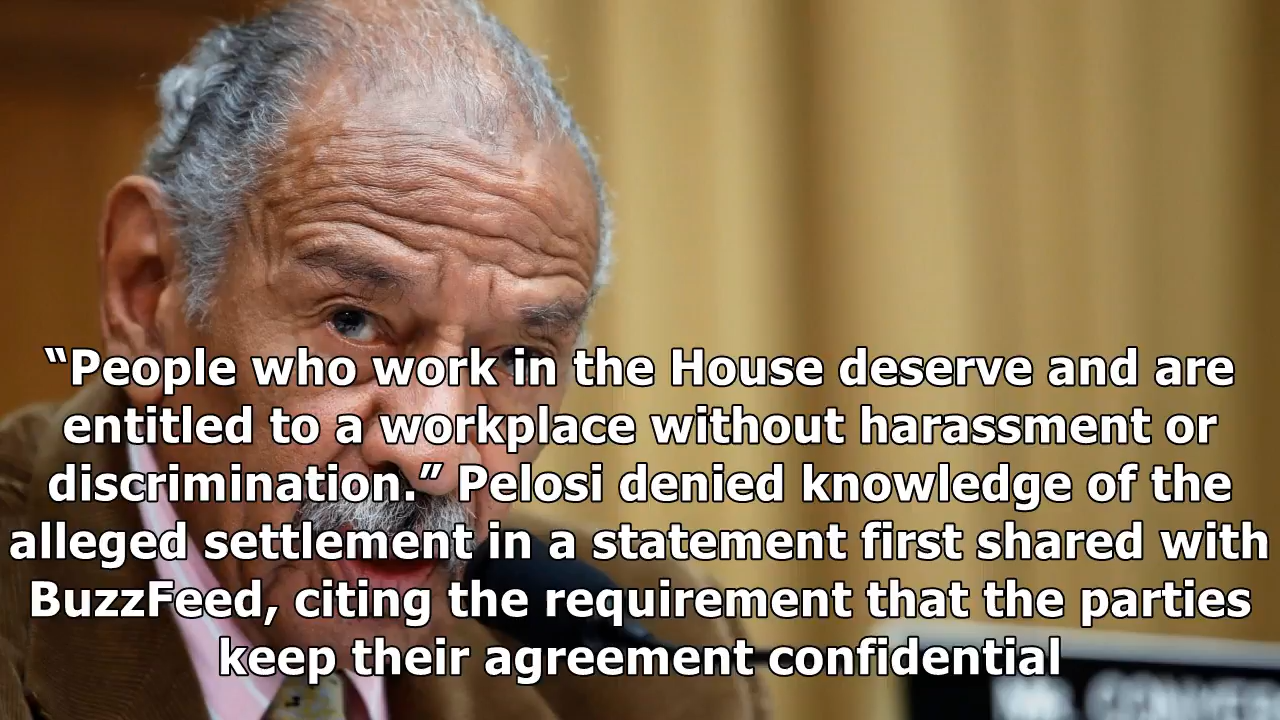 “People who work in the House deserve and are
entitled to a workplace without harassment or
discrimination.” Pelosi denied knowledge of the
alleged settlement in a statement first shared with
BuzzFeed, citing the requirement that the parties
keep their agreement confidential